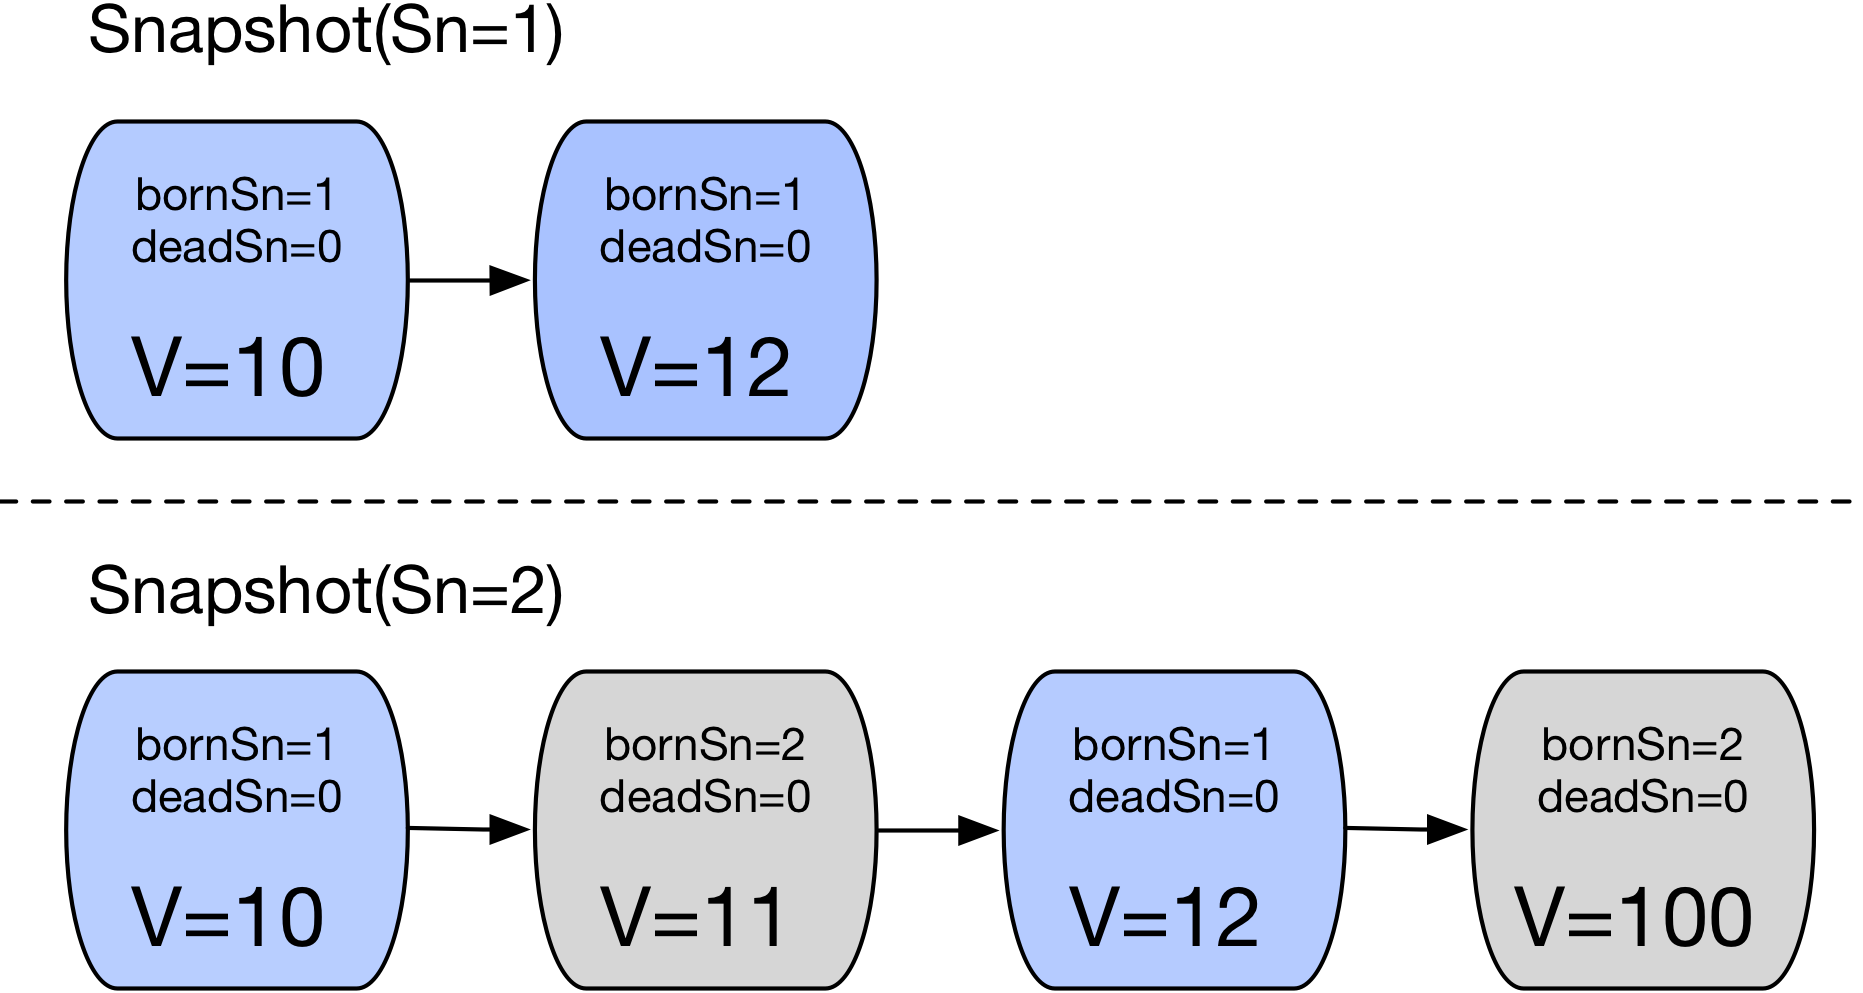 Snapshot(Sn=1)
bornSn=1
deadSn=0
V=10
bornSn=1
deadSn=0
V=12
Snapshot(Sn=2)
bornSn=1
deadSn=0
V=10
bornSn=2
deadSn=0
V=11
bornSn=1
deadSn=0
V=12
bornSn=2
deadSn=0
V=100